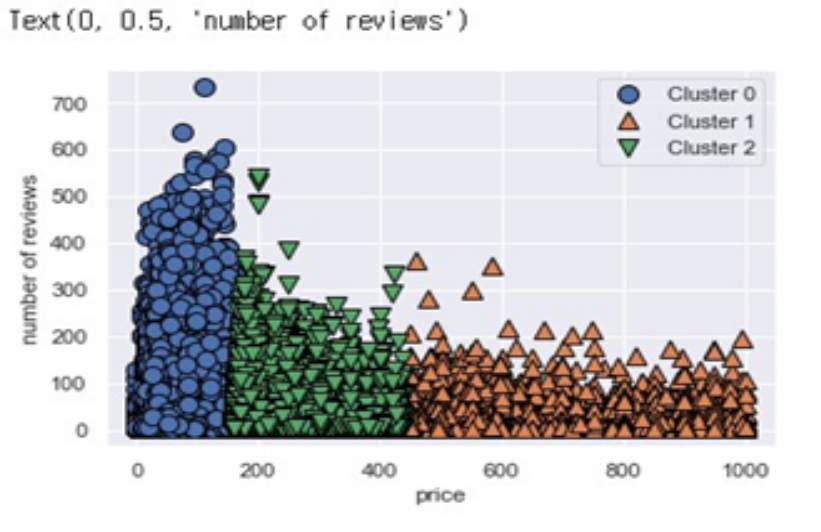 Text(0, 0.5, 'number of reviews')
700
600
500
400
300
200
100
0
number of reviews
Cluster 0
Cluster 1
Cluster 2
0 200 400 600 800 1000
price